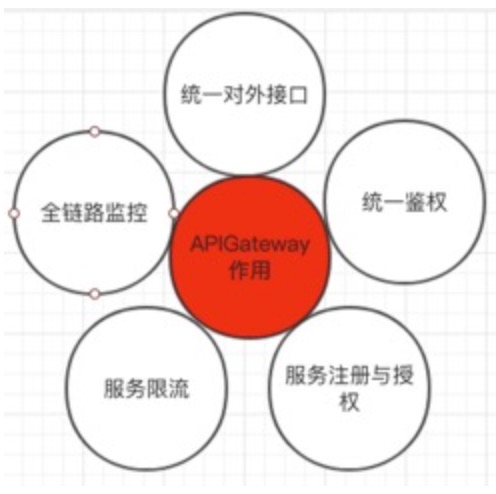 统一对外接口
全链路监控
统一鉴权
APIGateway
作用
服务限流
服务注册与授
权